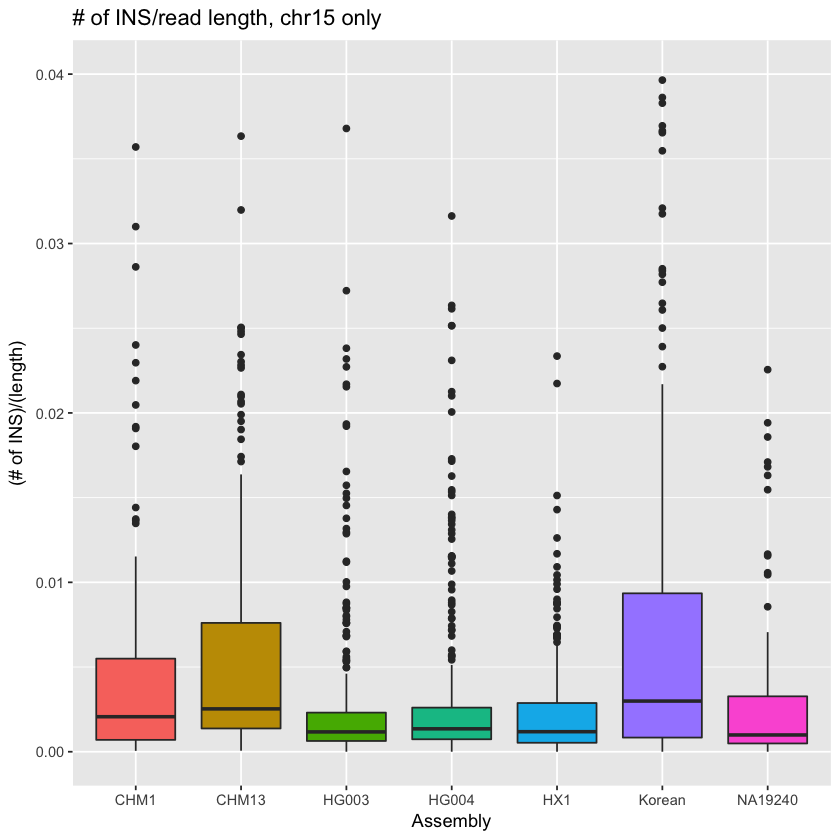 # of INS/read length, chr15 only
(# of INS)/(length)
0.04
0.03
0.02
0.01
0.00
CHM1 CHM13 HG003 HG004 HX1 Korean NA19240
Assembly